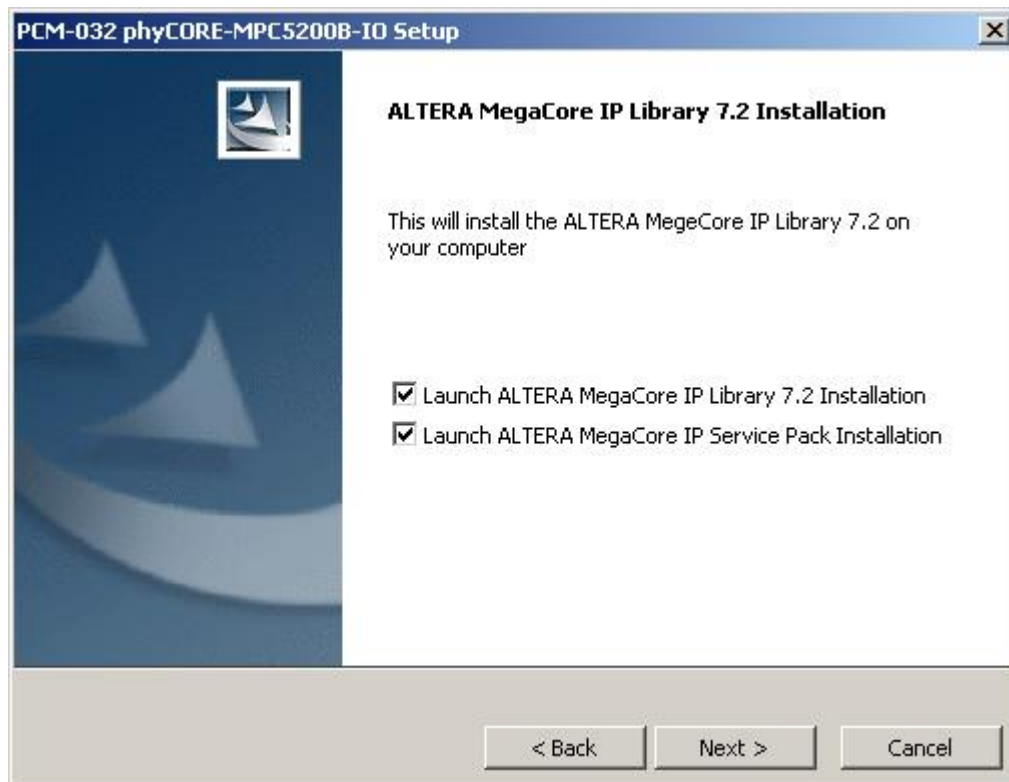 PCM-032 phyCORE-MPC5200B-IO Setup
ALTERA MegaCore IP Library 7.2 Installation
This will install the ALTERA MegeCore IP Library 7.2 on
your computer
Launch ALTERA MegaCore IP Library 7.2 Installation
Launch ALTERA MegaCore IP Service Pack Installation
< Back Next > Cancel